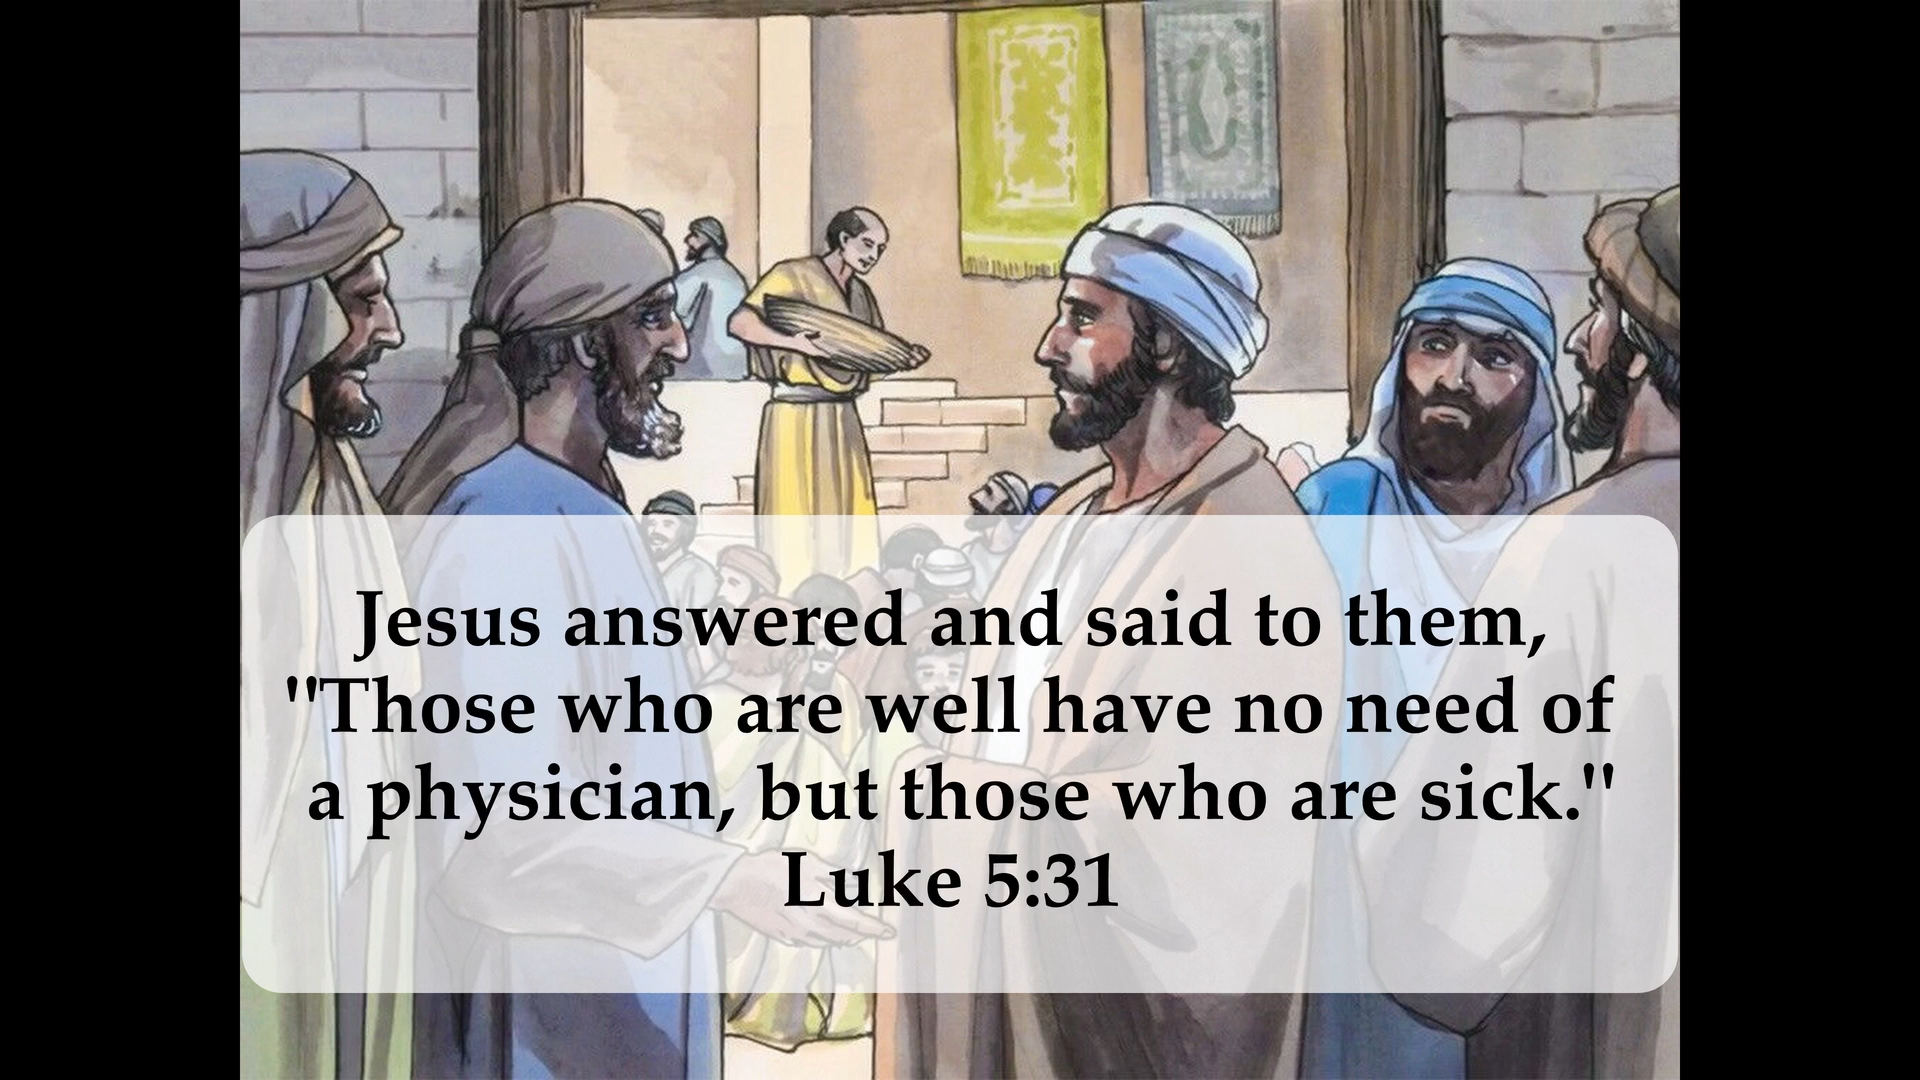 Jesus answered and said to them,
"Those who are well have no need of
a physician, but those who are sick."
Luke 5:31